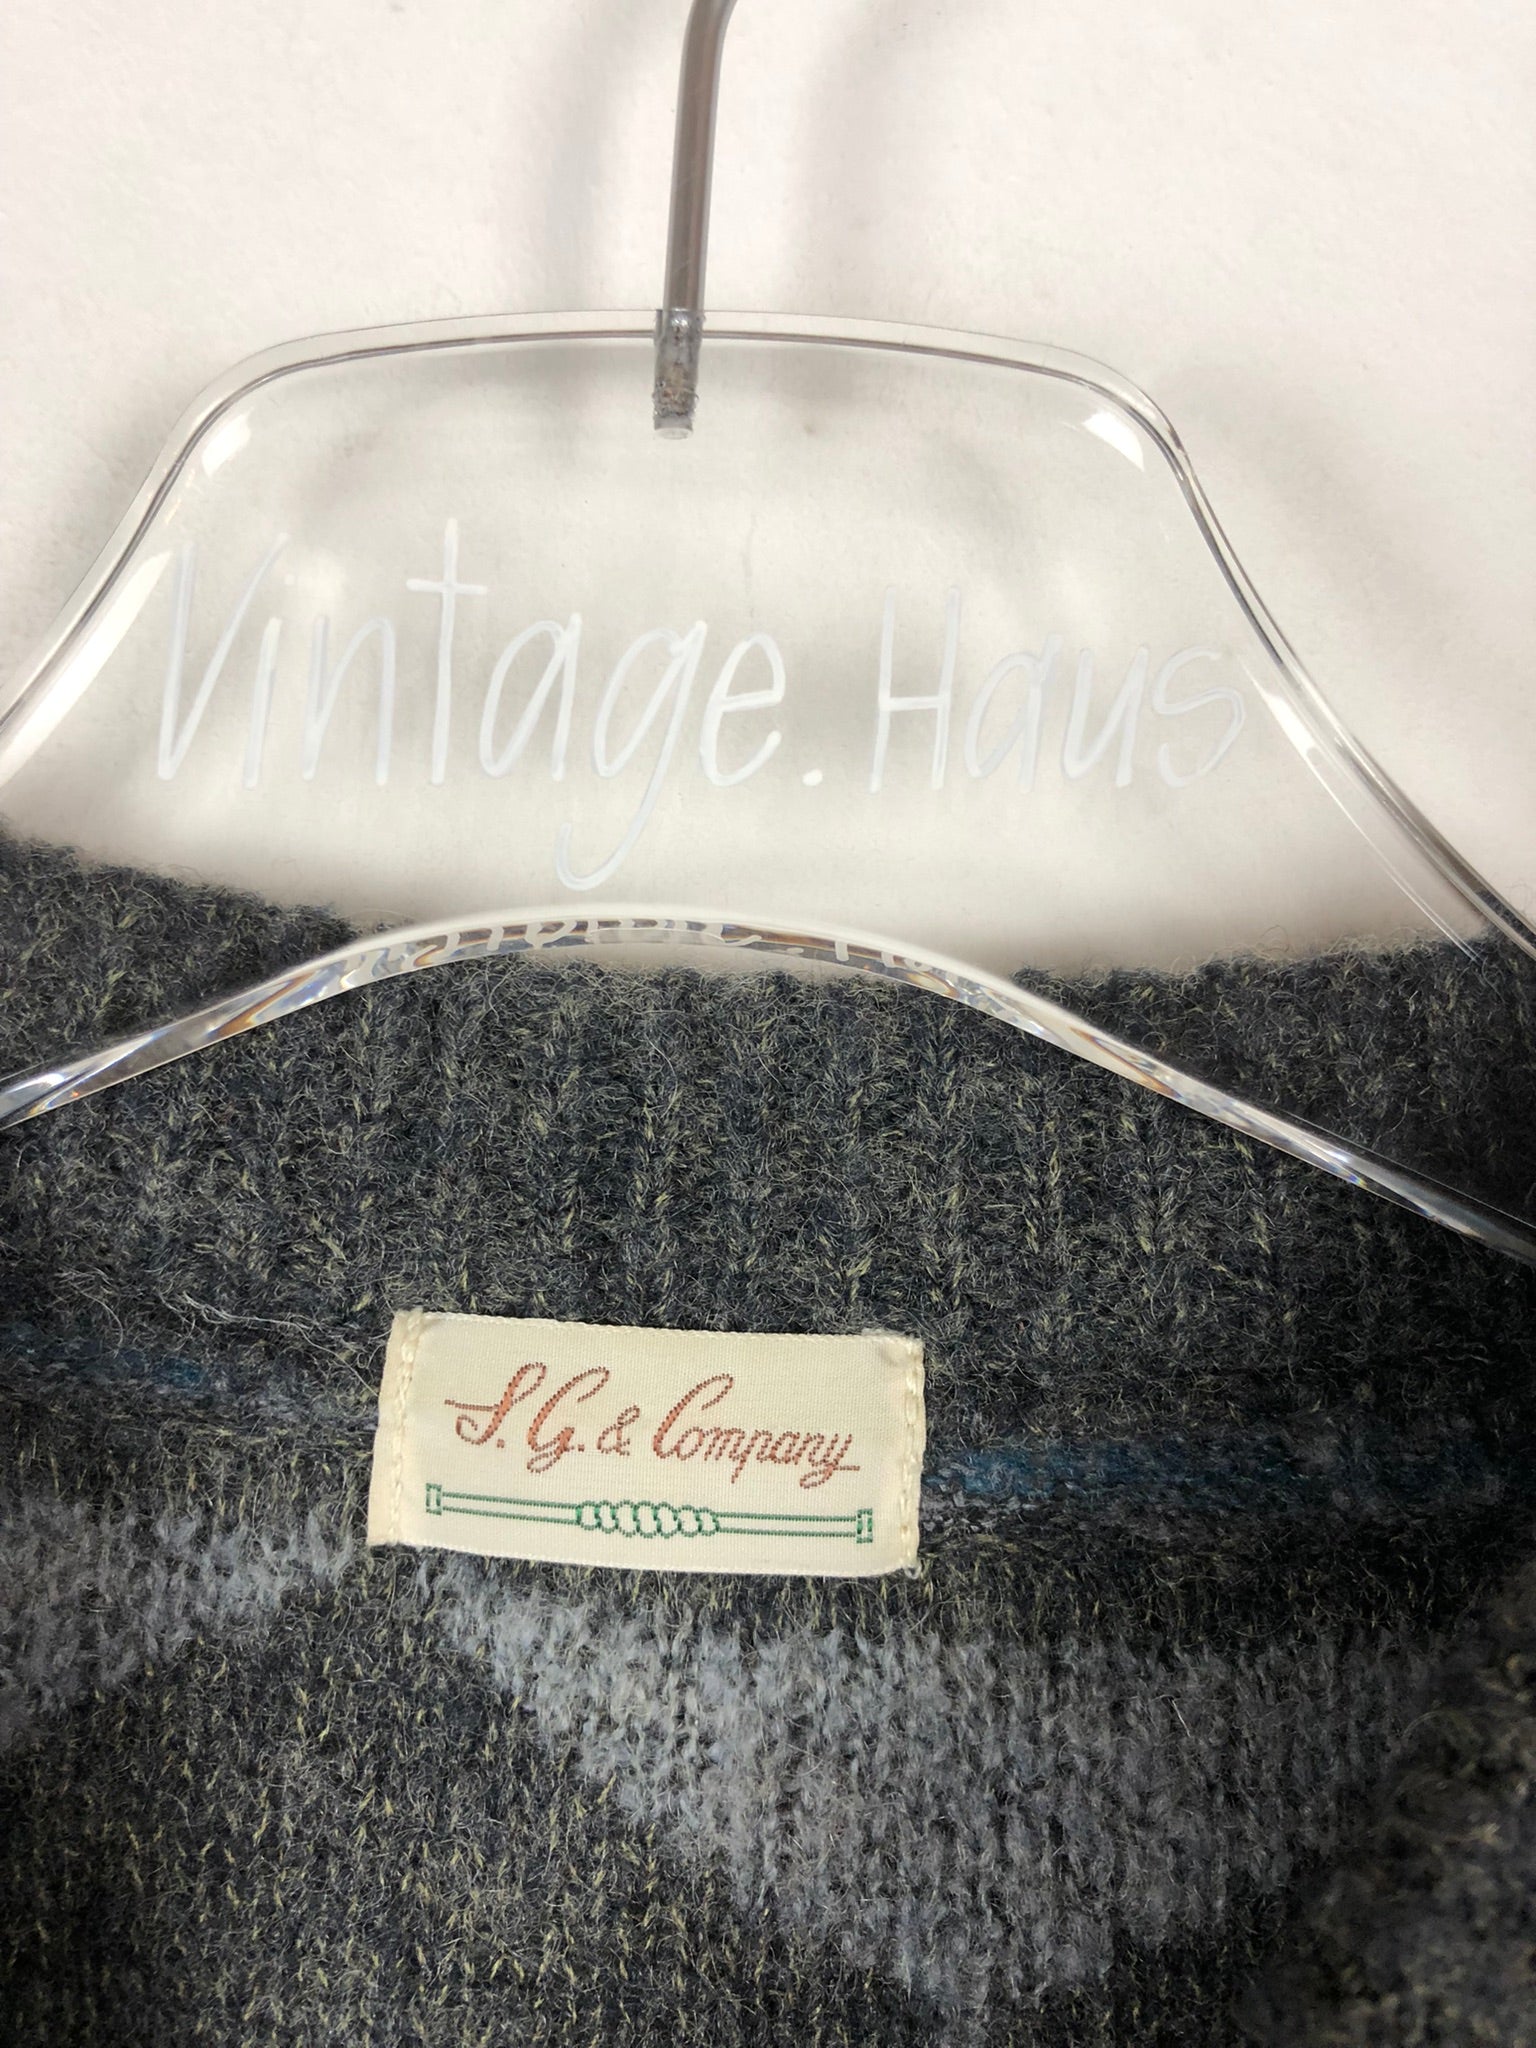 Vintage.Haus
S.G. & Company